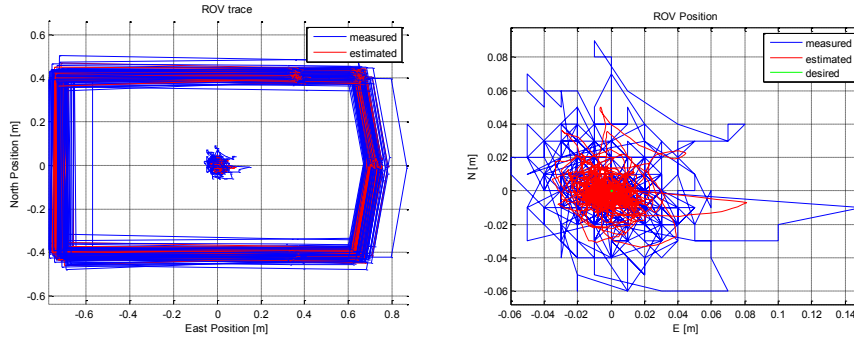 ROV trace
measured
estimated
0.6
0.4
0.2
0
-0.2
-0.4
-0.6
North Position [m]
-0.6 -0.4 -0.2 0 0.2 0.4 0.6 0.8
East Position [m]
ROV Position
measured
estimated
desired
0.08
0.06
0.04
0.02
0
-0.02
-0.04
-0.06
N [m]
-0.06 -0.04 -0.02 0 0.02 0.04 0.06 0.08 0.1 0.12 0.14
E [m]